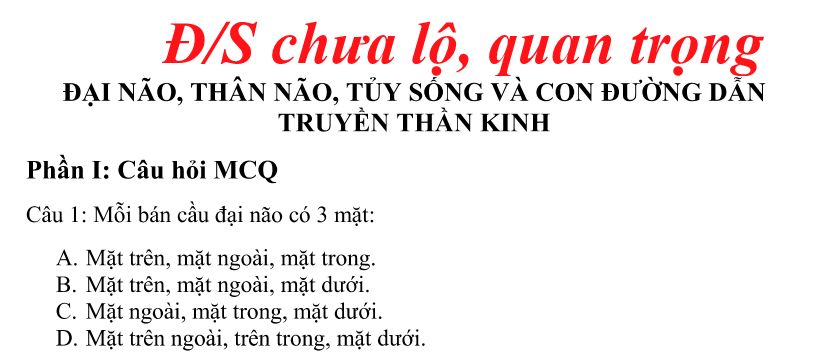 Đ/S chưa lộ, quan trọng
ĐẠI NÃO, THÂN NÃO, TỦY SỐNG VÀ CON ĐƯỜNG DẪN
TRUYỀN THẦN KINH
Phần I: Câu hỏi MCQ
Câu 1: Mỗi bán cầu đại não có 3 mặt:
A. Mặt trên, mặt ngoài, mặt trong.
B. Mặt trên, mặt ngoài, mặt dưới.
C. Mặt ngoài, mặt trong, mặt dưới.
D. Mặt trên ngoài, trên trong, mặt dưới.